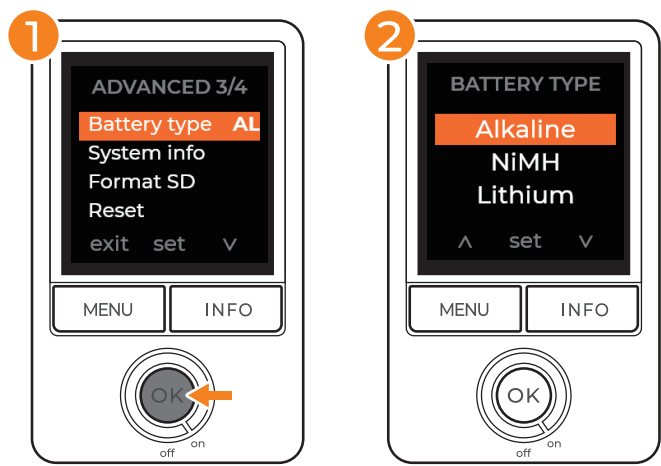 1
ADVANCED 3/4
Battery type AL
System info
Format SD
Reset
exit set ∨
MENU INFO
OK
off on
2
BATTERY TYPE
Alkaline
NiMH
Lithium
∧ set ∨
MENU INFO
OK
off on